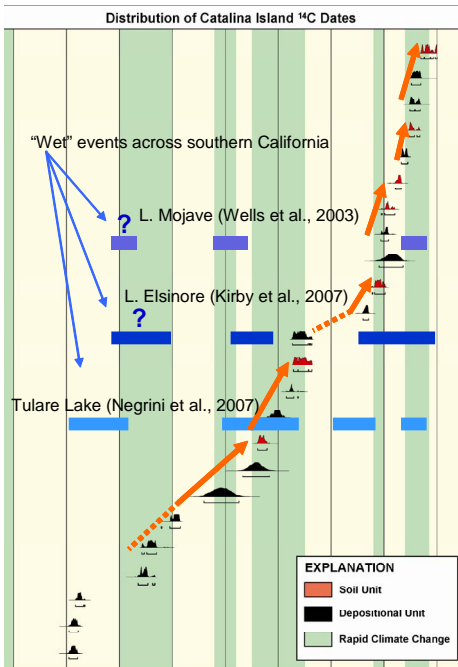 Distribution of Catalina Island ¹⁴C Dates
“Wet” events across southern California
?
L. Mojave (Wells et al., 2003)
L. Elsinore (Kirby et al., 2007)
?
Tulare Lake (Negrini et al., 2007)
EXPLANATION
Soil Unit
Depositional Unit
Rapid Climate Change